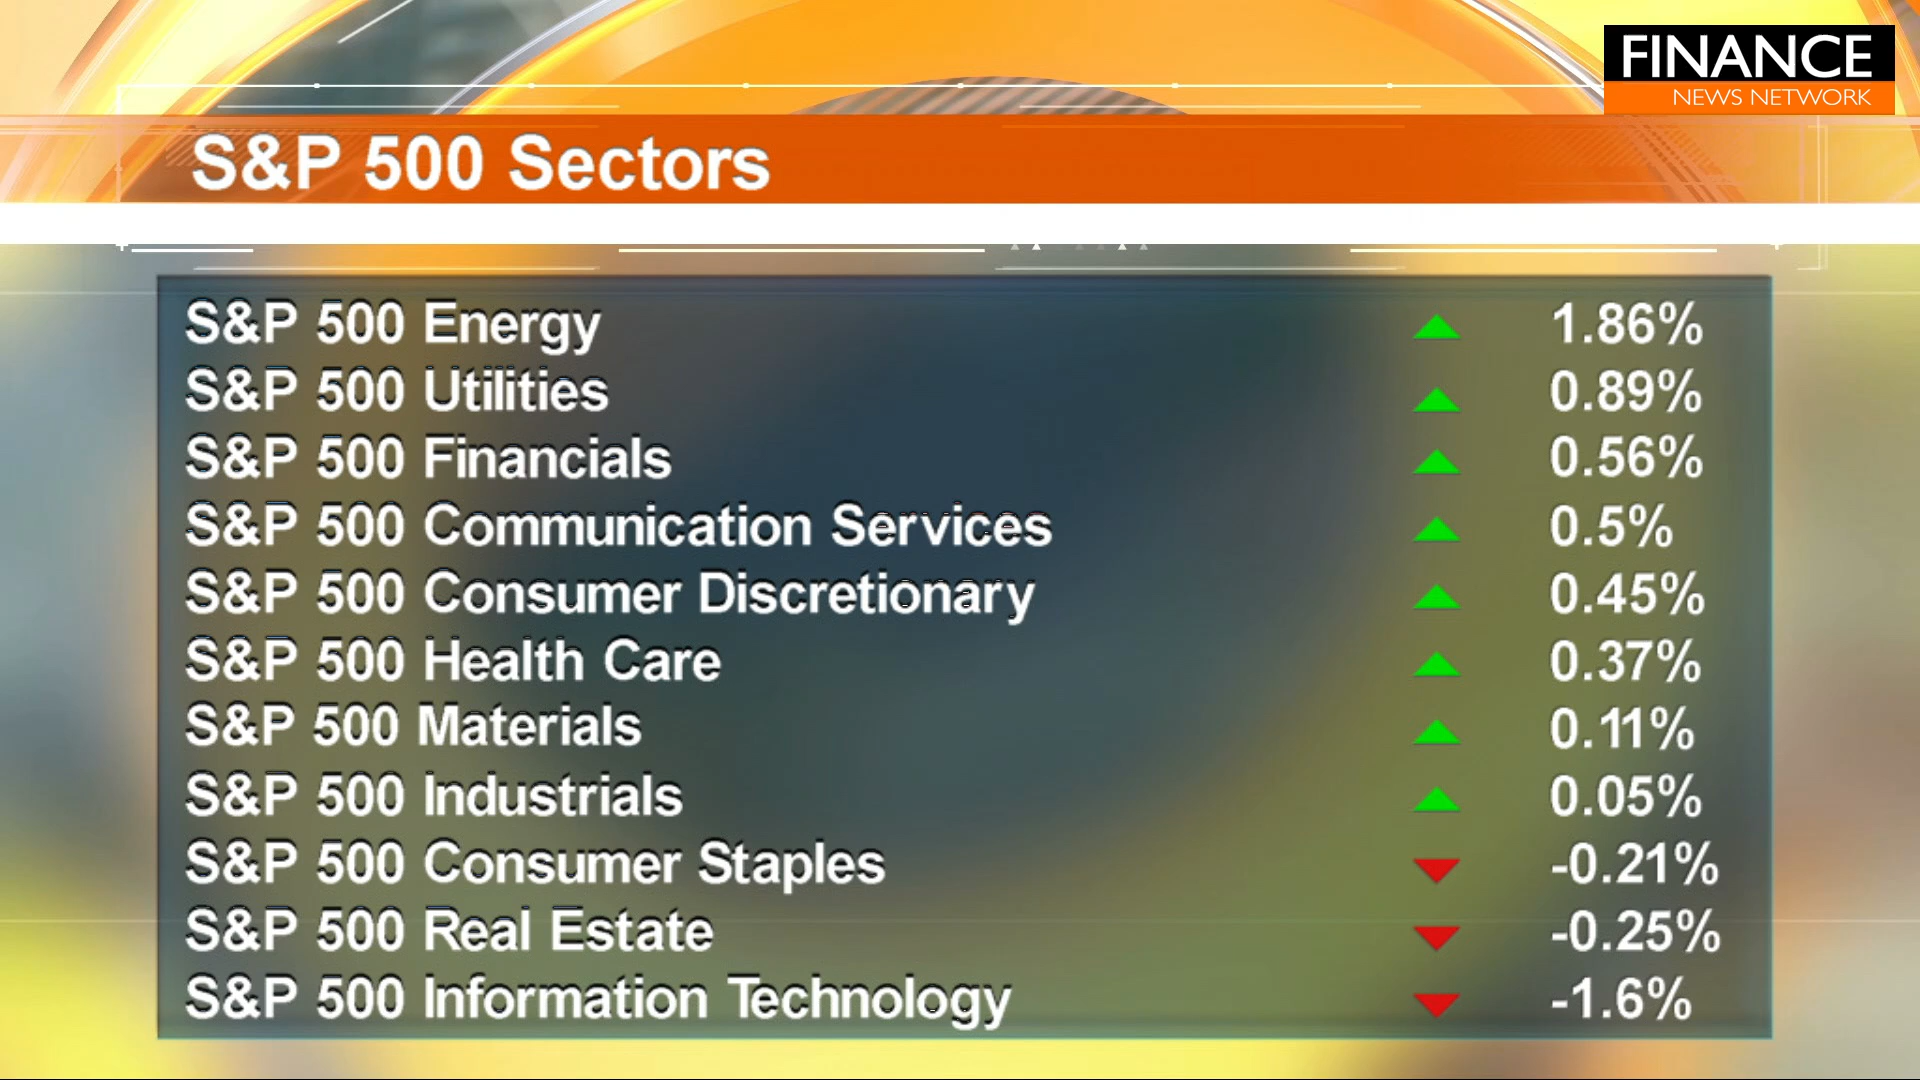 FINANCE
NEWS NETWORK
S&P 500 Sectors
S&P 500 Energy 1.86%
S&P 500 Utilities 0.89%
S&P 500 Financials 0.56%
S&P 500 Communication Services 0.5%
S&P 500 Consumer Discretionary 0.45%
S&P 500 Health Care 0.37%
S&P 500 Materials 0.11%
S&P 500 Industrials 0.05%
S&P 500 Consumer Staples -0.21%
S&P 500 Real Estate -0.25%
S&P 500 Information Technology -1.6%